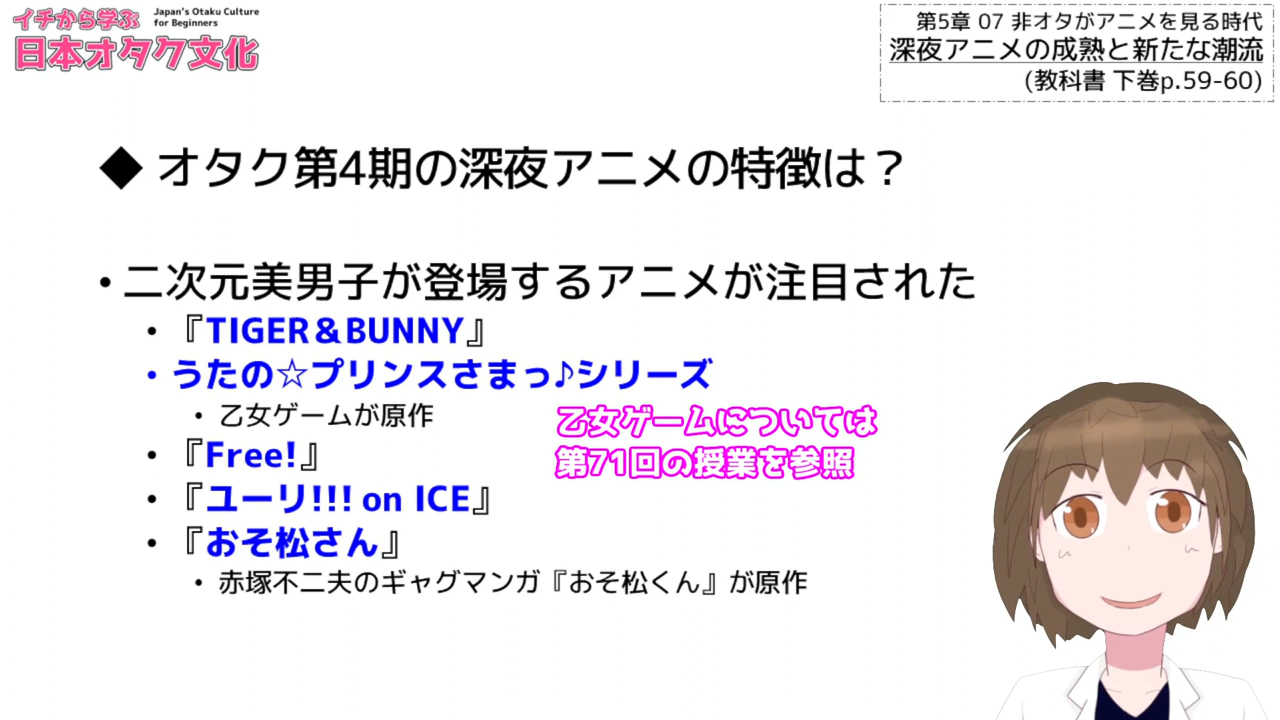 イチから学ぶ
日本オタク文化
Japan's Otaku Culture
for Beginners
第5章 07 非オタがアニメを見る時代
深夜アニメの成熟と新たな潮流
(教科書 下巻p.59-60)
◆ オタク第4期の深夜アニメの特徴は？
• 二次元美男子が登場するアニメが注目された
• 『TIGER＆BUNNY』
• うたの☆プリンスさまっ♪シリーズ
• 乙女ゲームが原作
乙女ゲームについては
第71回の授業を参照
• 『Free!』
• 『ユーリ!!! on ICE』
• 『おそ松さん』
• 赤塚不二夫のギャグマンガ『おそ松くん』が原作